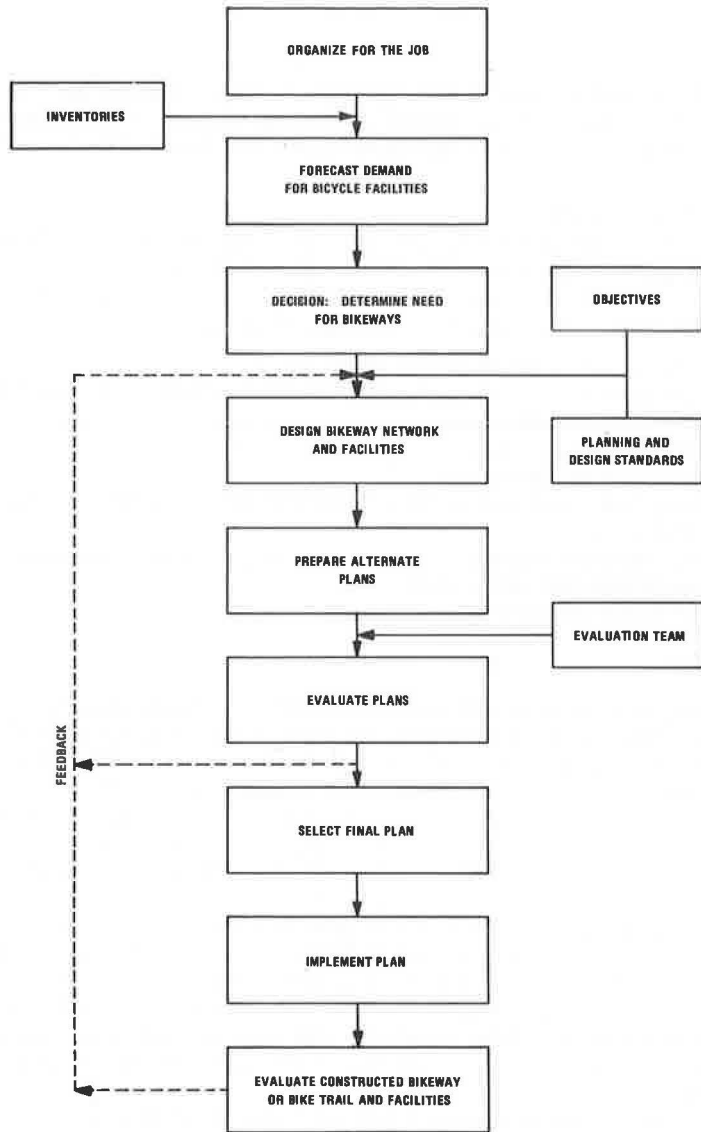 ORGANIZE FOR THE JOB
INVENTORIES
FORECAST DEMAND
FOR BICYCLE FACILITIES
DECISION: DETERMINE NEED
FOR BIKEWAYS
OBJECTIVES
DESIGN BIKEWAY NETWORK
AND FACILITIES
PLANNING AND
DESIGN STANDARDS
PREPARE ALTERNATE
PLANS
EVALUATION TEAM
EVALUATE PLANS
FEEDBACK
SELECT FINAL PLAN
IMPLEMENT PLAN
EVALUATE CONSTRUCTED BIKEWAY
OR BIKE TRAIL AND FACILITIES